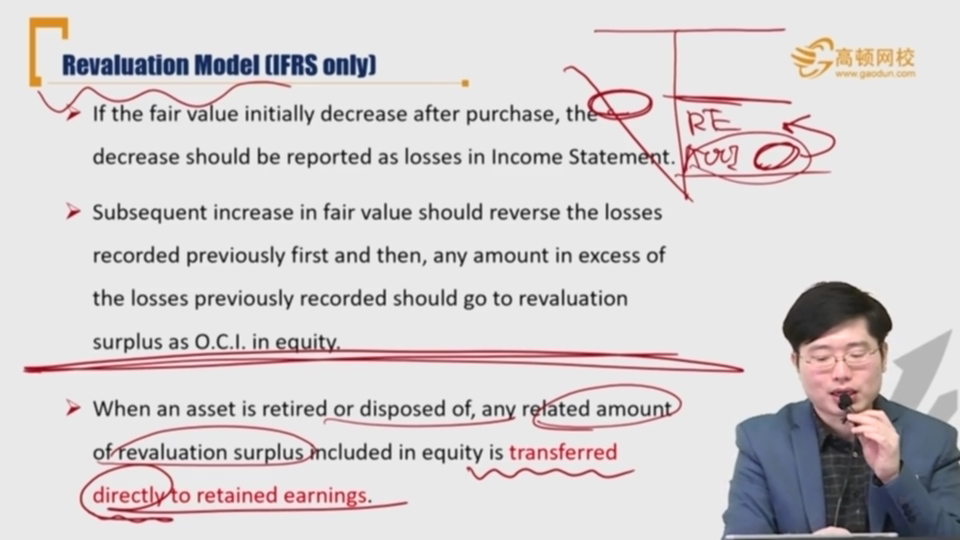 Revaluation Model (IFRS only)
高顿网校
www.gaodun.com
If the fair value initially decrease after purchase, the
decrease should be reported as losses in Income Statement.
RE
Subsequent increase in fair value should reverse the losses
recorded previously first and then, any amount in excess of
the losses previously recorded should go to revaluation
surplus as O.C.I. in equity.
When an asset is retired or disposed of, any related amount
of revaluation surplus included in equity is transferred
directly to retained earnings.